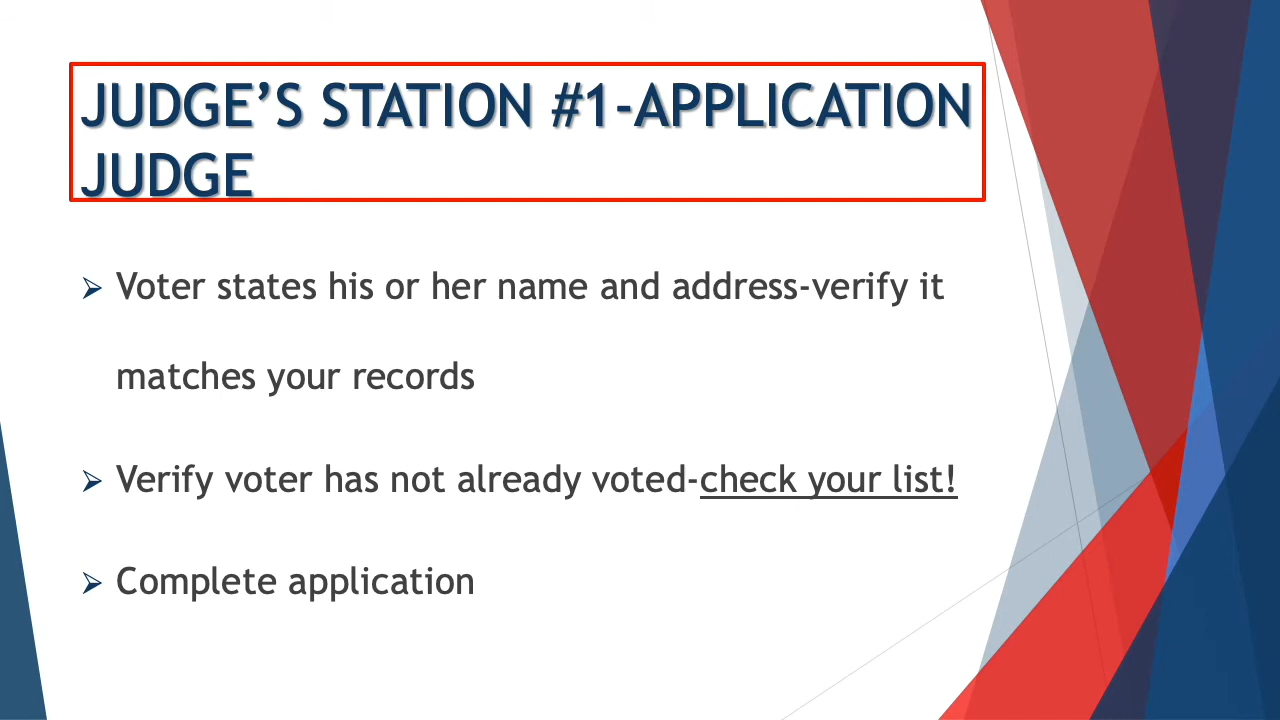 JUDGE’S STATION #1-APPLICATION
JUDGE
Voter states his or her name and address-verify it
matches your records
Verify voter has not already voted-check your list!
Complete application